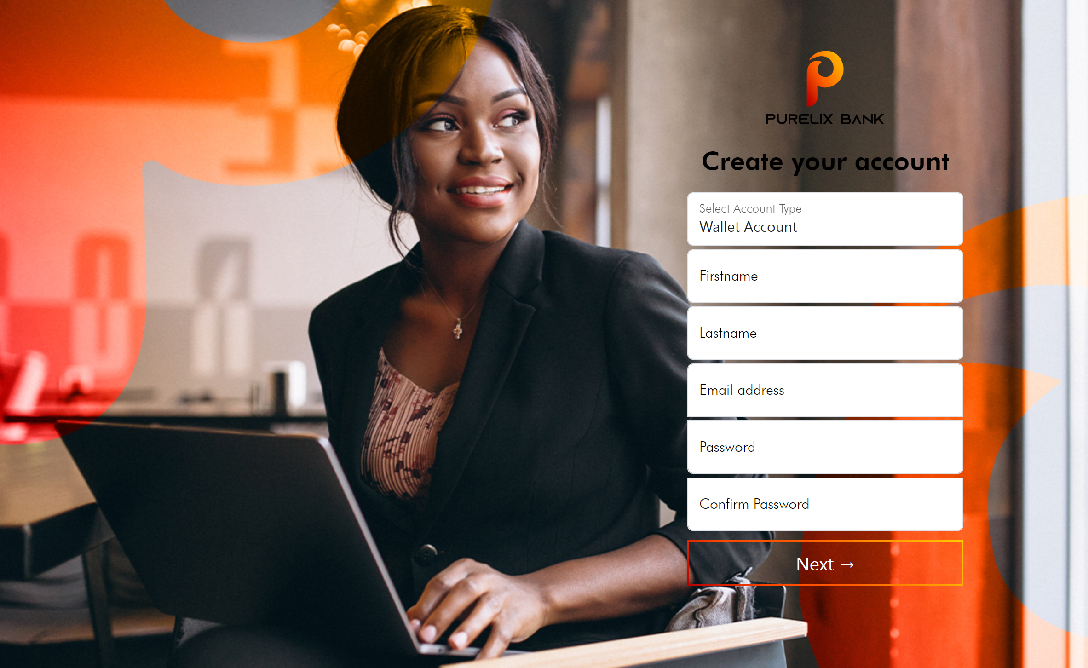 PURELIX BANK
Create your account
Select Account Type
Wallet Account
Firstname
Lastname
Email address
Password
Confirm Password
Next →